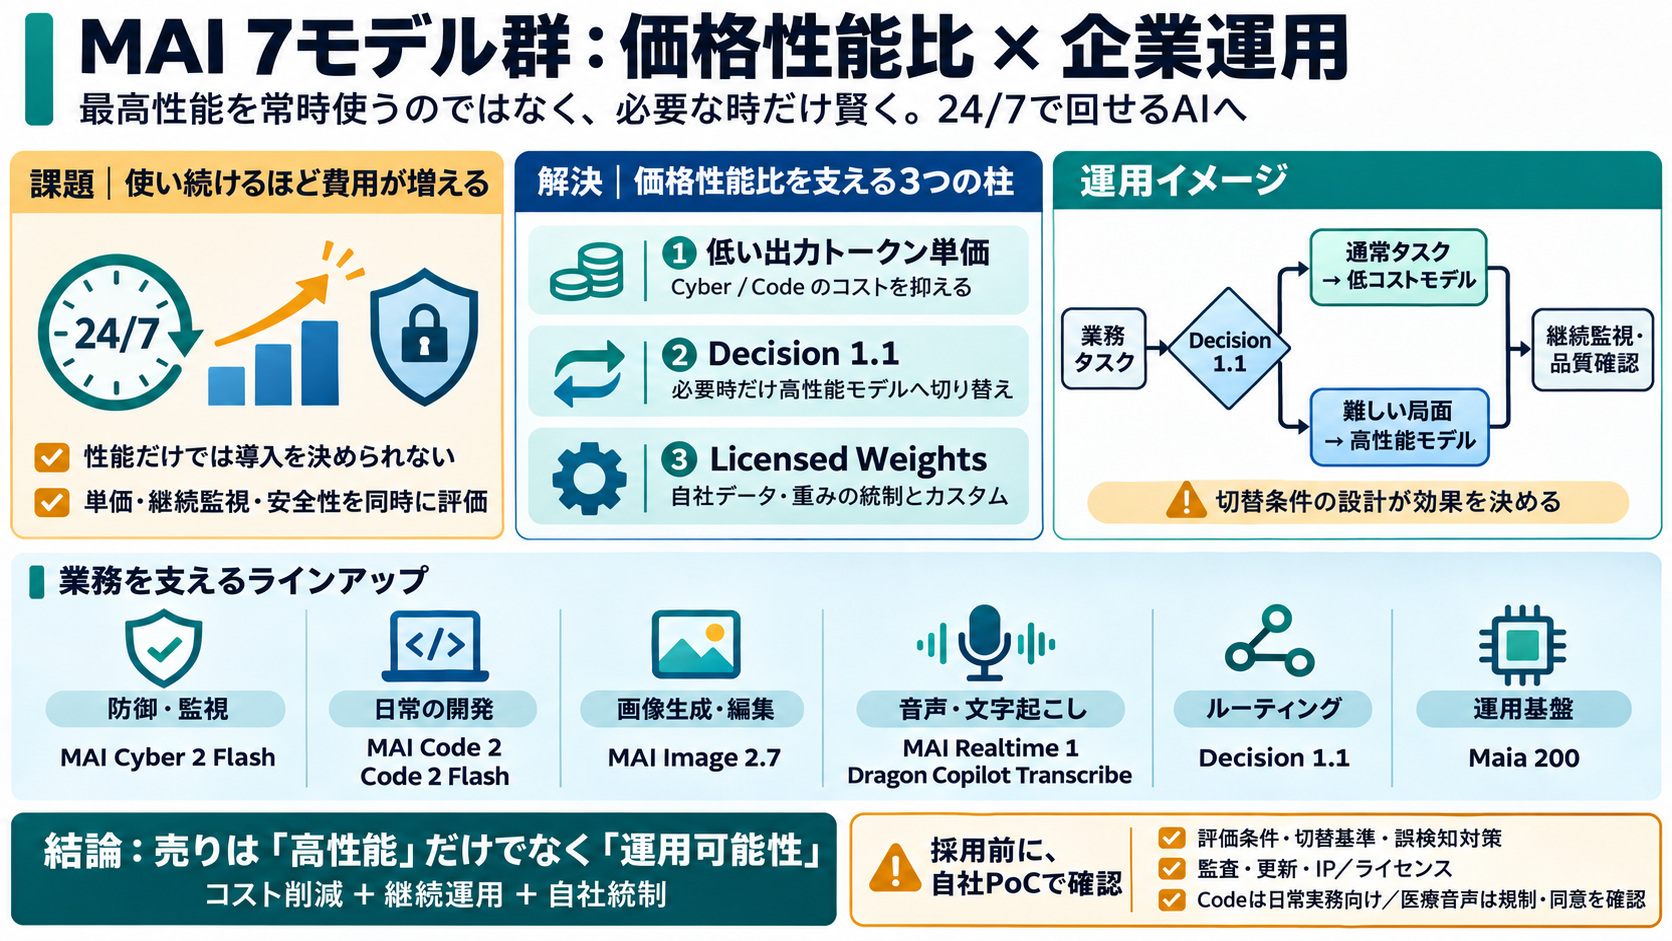 MAI 7モデル群：価格性能比 × 企業運用
最高性能を常時使うのではなく、必要な時だけ賢く。24/7で回せるAIへ
課題｜使い続けるほど費用が増える
24/7
性能だけでは導入を決められない
単価・継続監視・安全性を同時に評価
解決｜価格性能比を支える3つの柱
1 低い出力トークン単価
Cyber / Code のコストを抑える
2 Decision 1.1
必要時だけ高性能モデルへ切り替え
3 Licensed Weights
自社データ・重みの統制とカスタム
運用イメージ
業務
タスク
Decision
1.1
通常タスク
→ 低コストモデル
難しい局面
→ 高性能モデル
継続監視・
品質確認
切替条件の設計が効果を決める
業務を支えるラインアップ
防御・監視
MAI Cyber 2 Flash
日常の開発
MAI Code 2
Code 2 Flash
画像生成・編集
MAI Image 2.7
音声・文字起こし
MAI Realtime 1
Dragon Copilot Transcribe
ルーティング
Decision 1.1
運用基盤
Maia 200
結論：売りは「高性能」だけでなく「運用可能性」
コスト削減 ＋ 継続運用 ＋ 自社統制
採用前に、
自社PoCで確認
評価条件・切替基準・誤検知対策
監査・更新・IP／ライセンス
Codeは日常実務向け／医療音声は規制・同意を確認